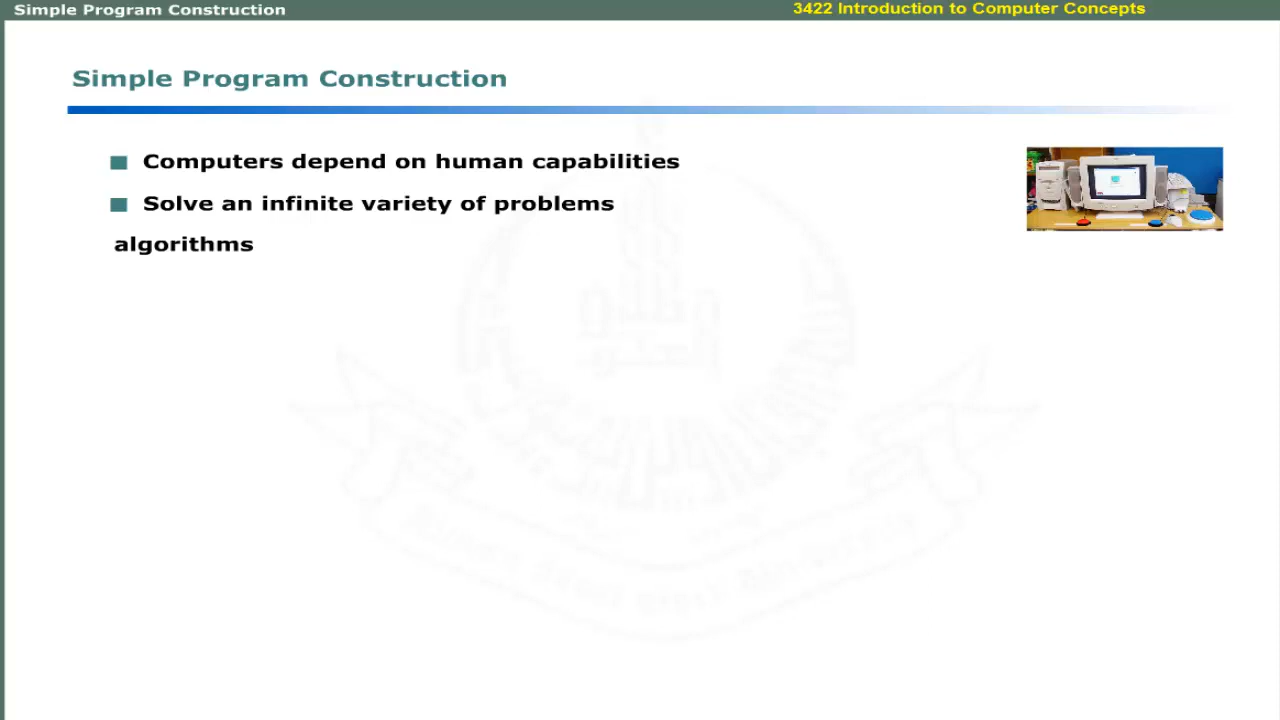 Simple Program Construction
3422 Introduction to Computer Concepts
Simple Program Construction
Computers depend on human capabilities
Solve an infinite variety of problems
algorithms